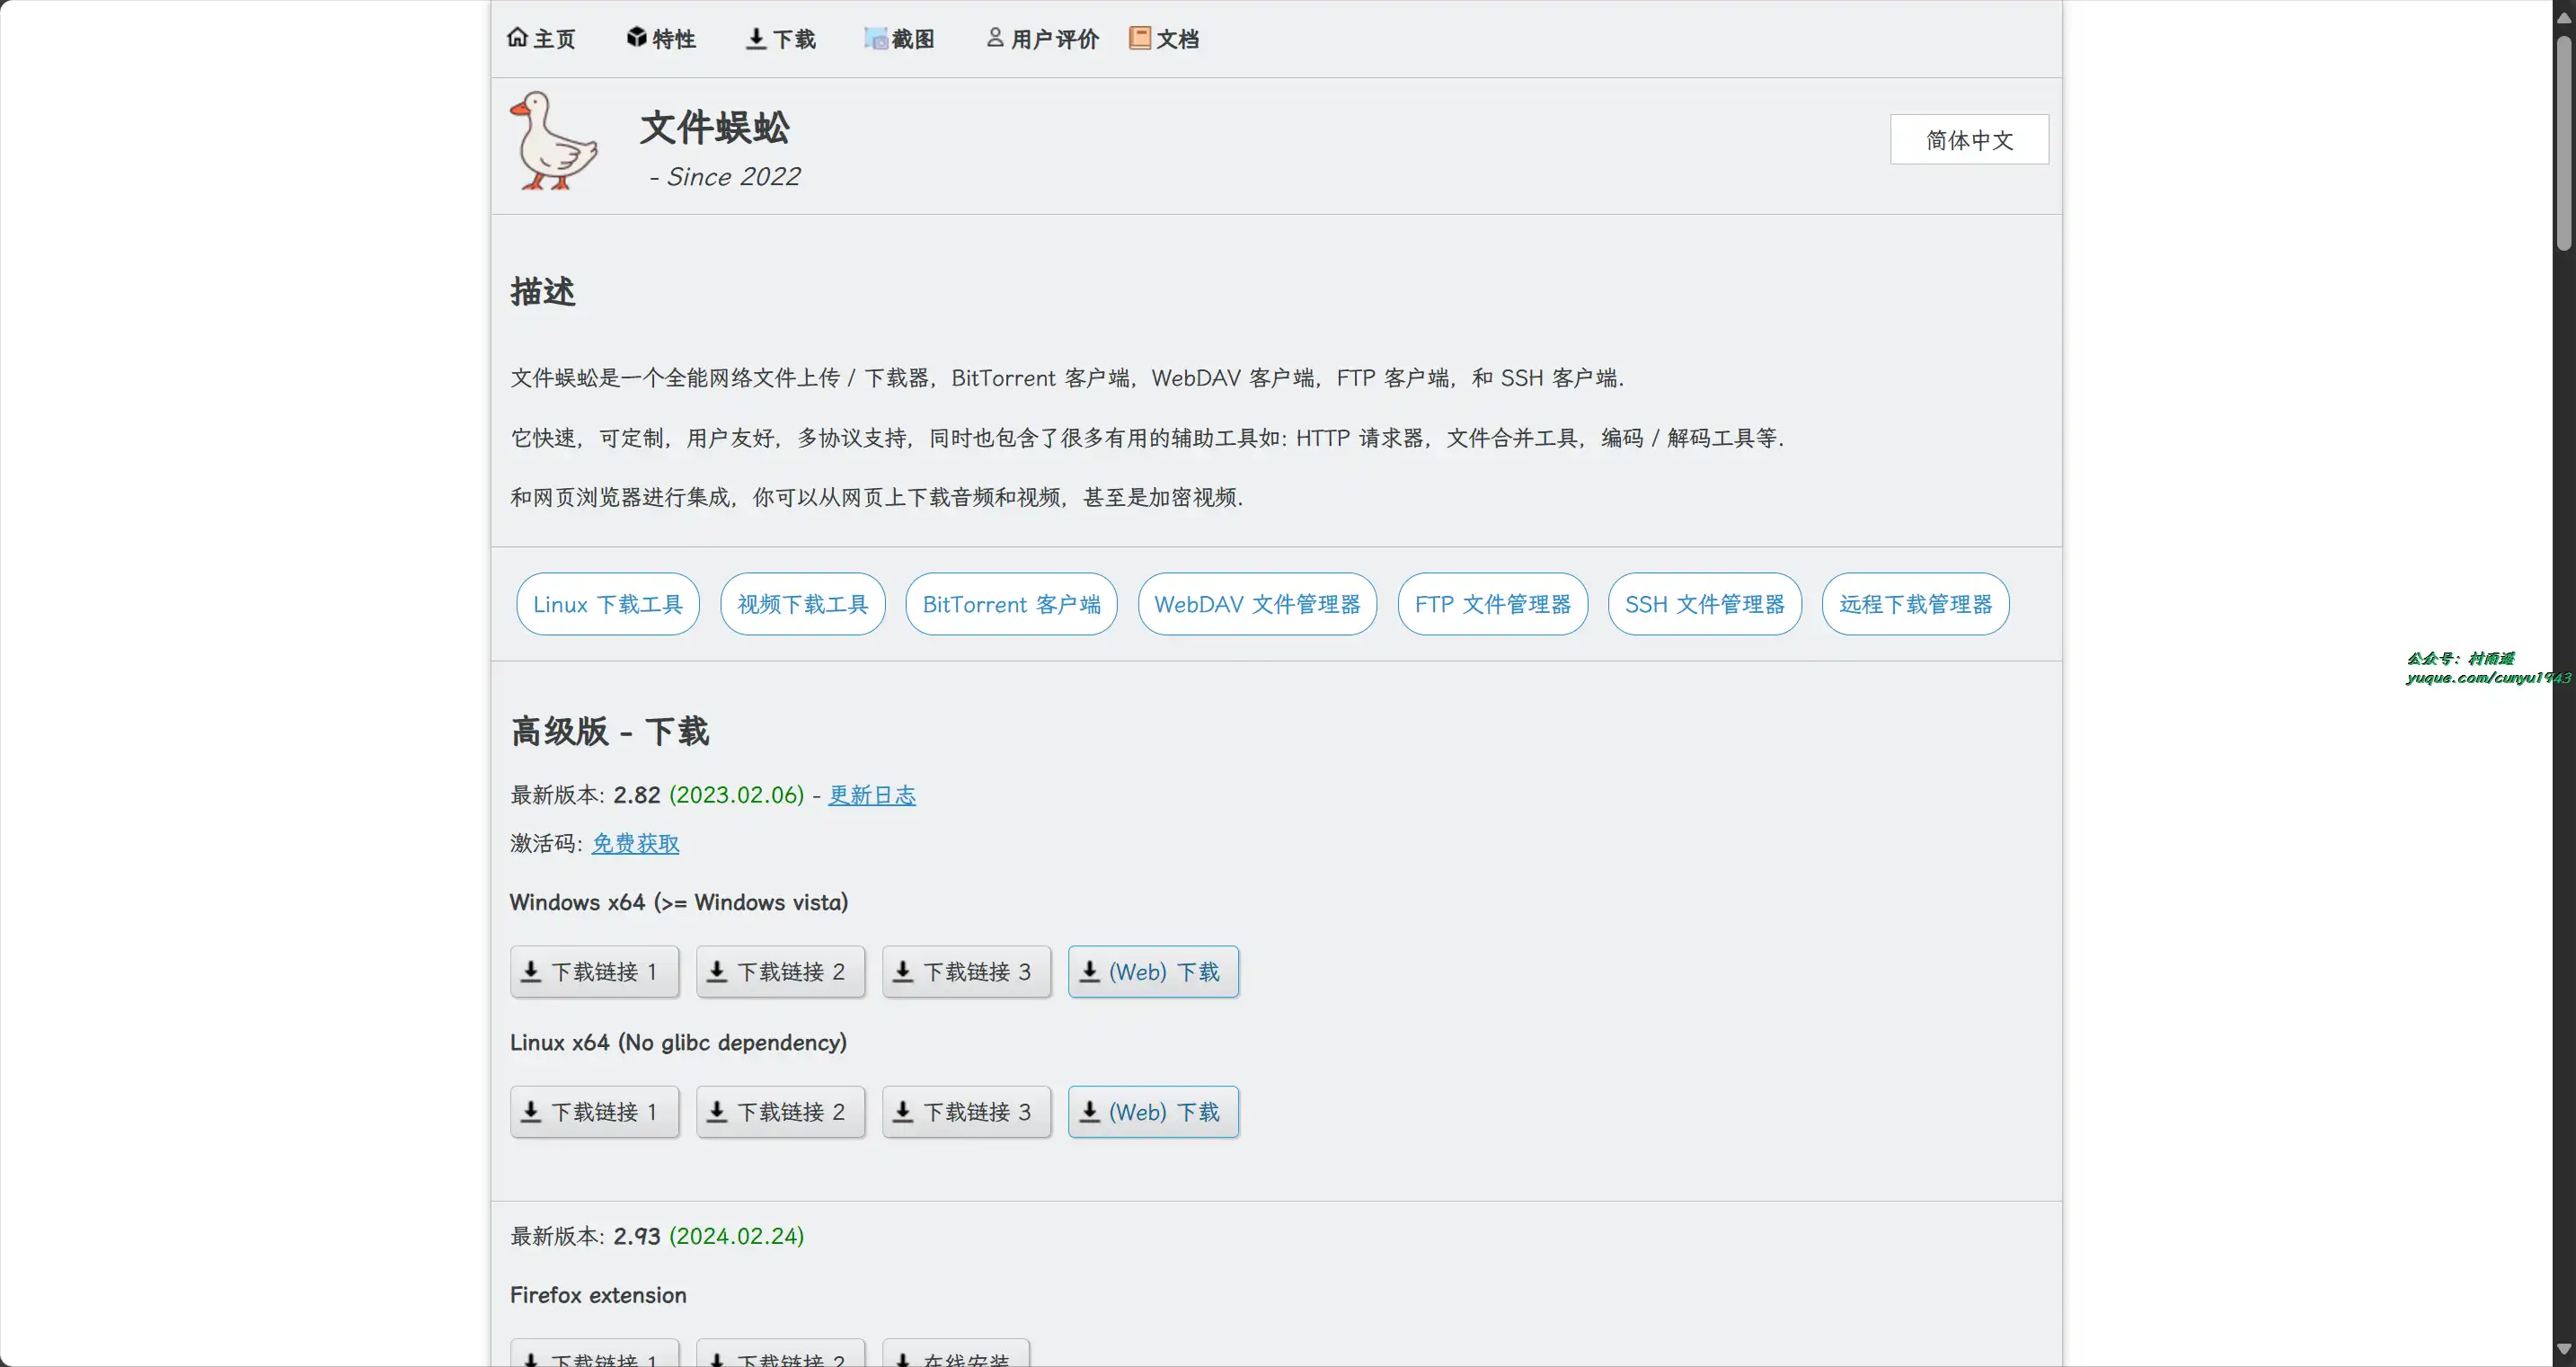 主页 特性 下载 截图 用户评价 文档
文件蜈蚣
- Since 2022
简体中文
描述
文件蜈蚣是一个全能网络文件上传 / 下载器, BitTorrent 客户端, WebDAV 客户端, FTP 客户端, 和 SSH 客户端.
它快速, 可定制, 用户友好, 多协议支持, 同时也包含了很多有用的辅助工具如: HTTP 请求器, 文件合并工具, 编码 / 解码工具等.
和网页浏览器进行集成, 你可以从网页上下载音频和视频, 甚至是加密视频.
Linux 下载工具 视频下载工具 BitTorrent 客户端 WebDAV 文件管理器 FTP 文件管理器 SSH 文件管理器 远程下载管理器
公众号：村雨遥
yuque.com/cunyu1943
高级版 - 下载
最新版本: 2.82 (2023.02.06) - 更新日志
激活码: 免费获取
Windows x64 (>= Windows vista)
下载链接 1 下载链接 2 下载链接 3 (Web) 下载
Linux x64 (No glibc dependency)
下载链接 1 下载链接 2 下载链接 3 (Web) 下载
最新版本: 2.93 (2024.02.24)
Firefox extension
下载链接 1 下载链接 2 在线安装